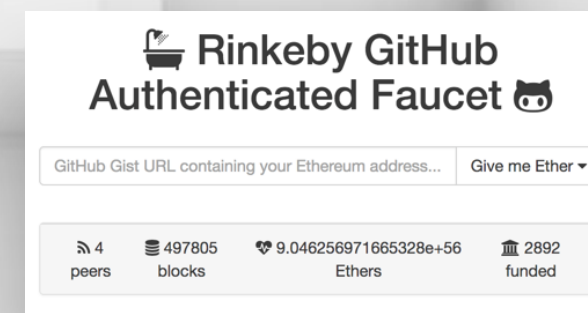 Rinkeby GitHub
Authenticated Faucet
GitHub Gist URL containing your Ethereum address... Give me Ether
4 497805 9.046256971665328e+56 2892
peers blocks Ethers funded